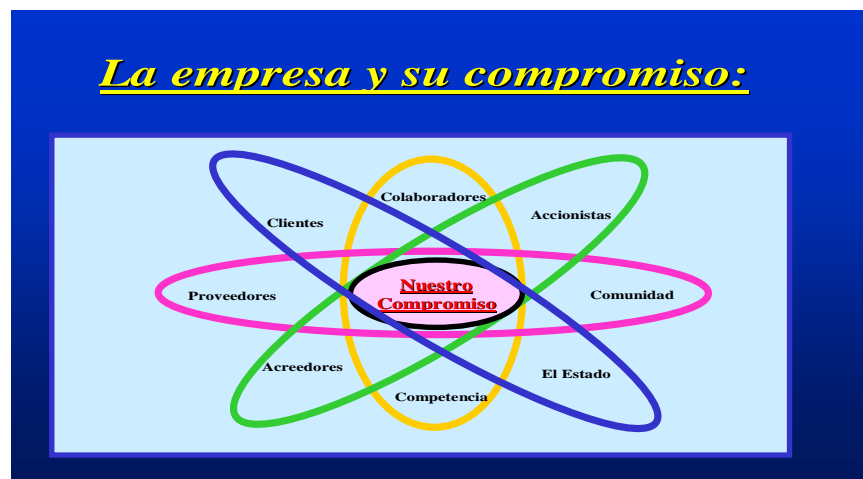 La empresa y su compromiso:
Colaboradores
Accionistas
Clientes
Nuestro
Compromiso
Proveedores
Comunidad
Acreedores
El Estado
Competencia